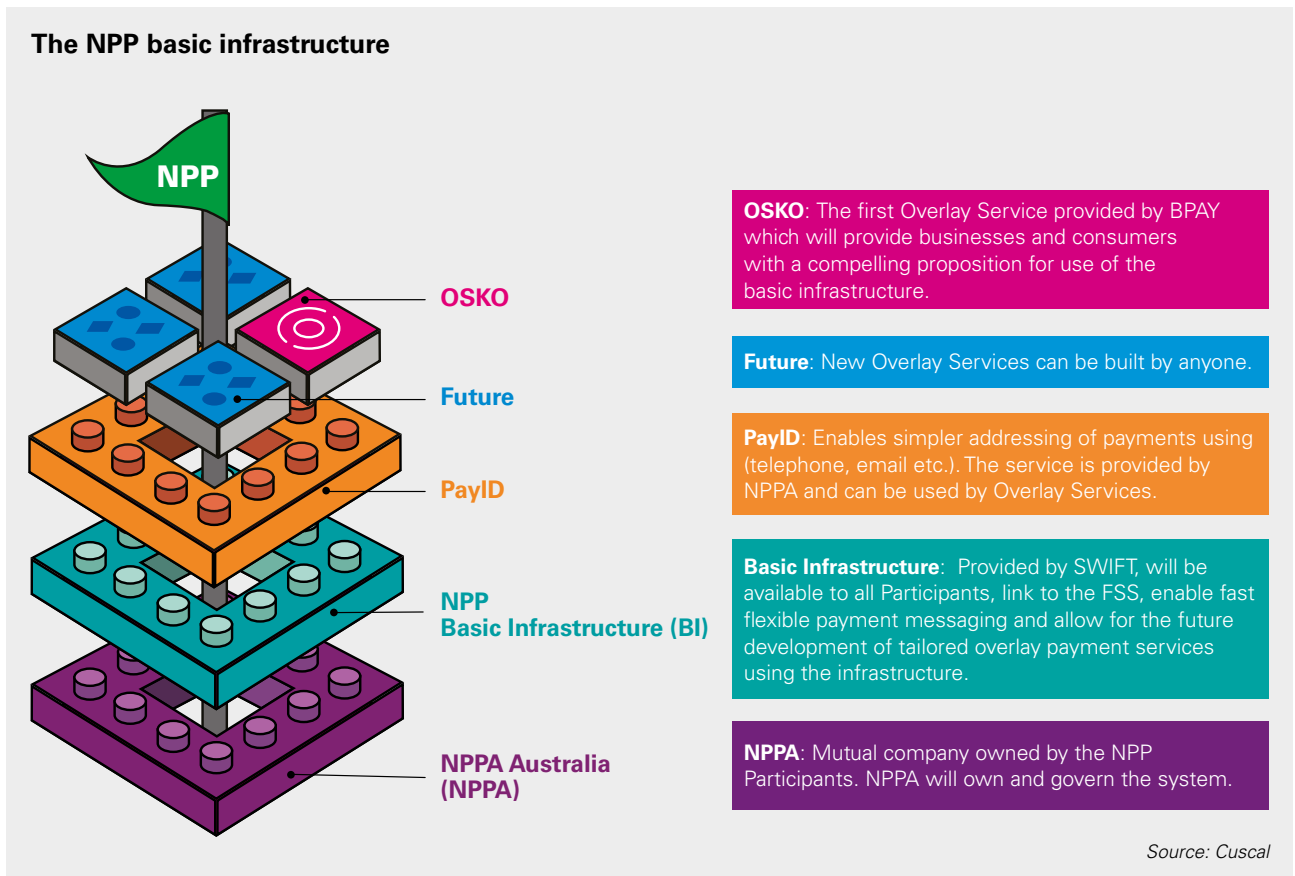 The NPP basic infrastructure
NPP
OSKO
Future
PayID
NPP
Basic Infrastructure (BI)
NPPA Australia
(NPPA)
OSKO: The first Overlay Service provided by BPAY
which will provide businesses and consumers
with a compelling proposition for use of the
basic infrastructure.
Future: New Overlay Services can be built by anyone.
PayID: Enables simpler addressing of payments using
(telephone, email etc.). The service is provided by
NPPA and can be used by Overlay Services.
Basic Infrastructure:  Provided by SWIFT, will be
available to all Participants, link to the FSS, enable fast
flexible payment messaging and allow for the future
development of tailored overlay payment services
using the infrastructure.
NPPA: Mutual company owned by the NPP
Participants. NPPA will own and govern the system.
Source: Cuscal